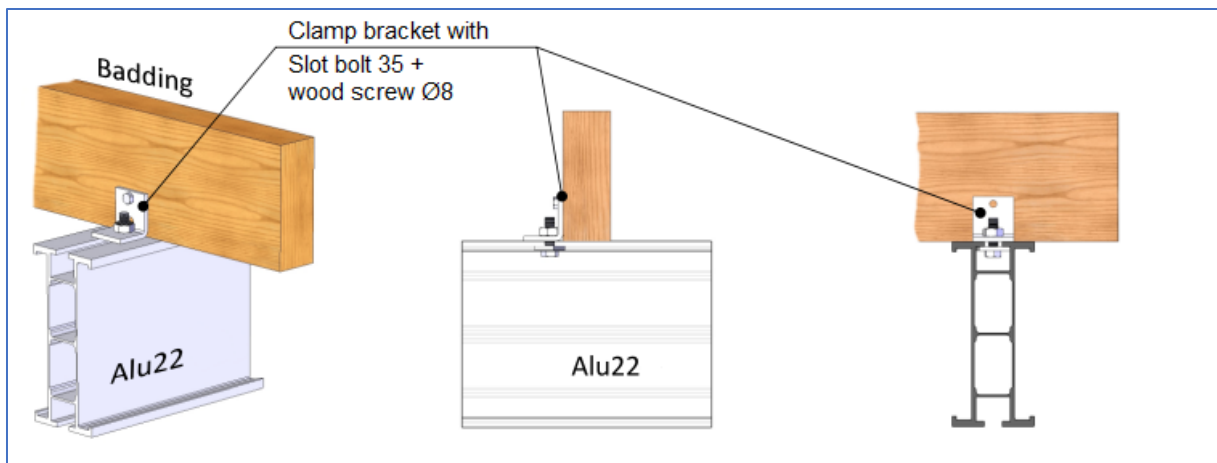 Clamp bracket with
Slot bolt 35 +
wood screw Ø8
Badding
Alu22
Alu22